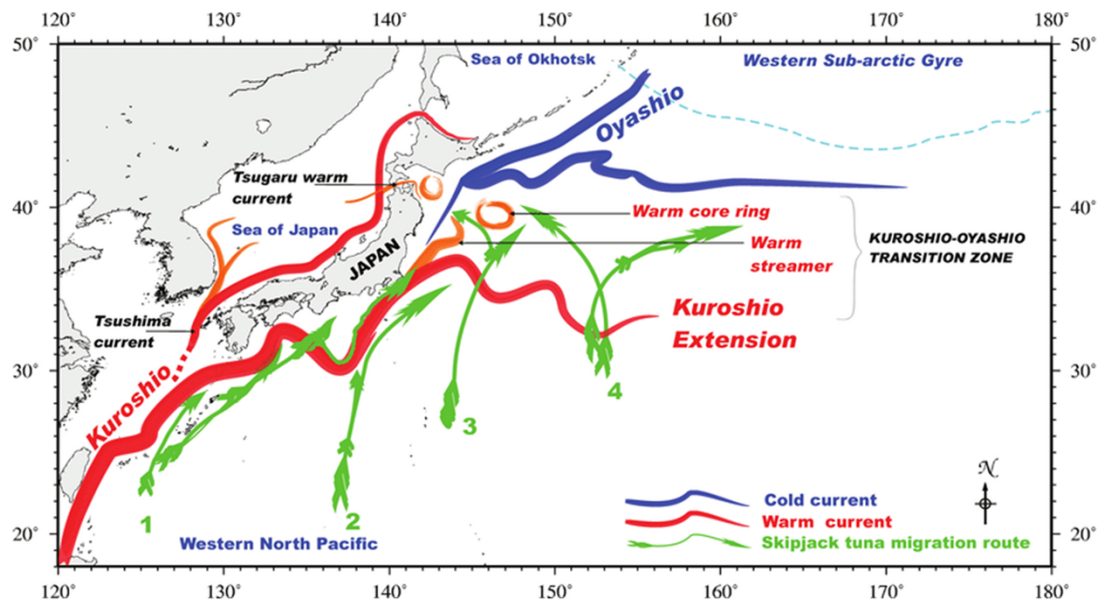 120° 130° 140° 150° 160° 170° 180°
50° 50°
Sea of Okhotsk
Western Sub-arctic Gyre
Oyashio
Tsugaru warm
current
40° 40°
Warm core ring
Sea of Japan
JAPAN
Warm
streamer
KUROSHIO-OYASHIO
TRANSITION ZONE
Kuroshio
Extension
Tsushima
current
30° 30°
Kuroshio
4
3
1
2
N
Cold current
Warm current
Skipjack tuna migration route
20° 20°
Western North Pacific
120° 130° 140° 150° 160° 170° 180°